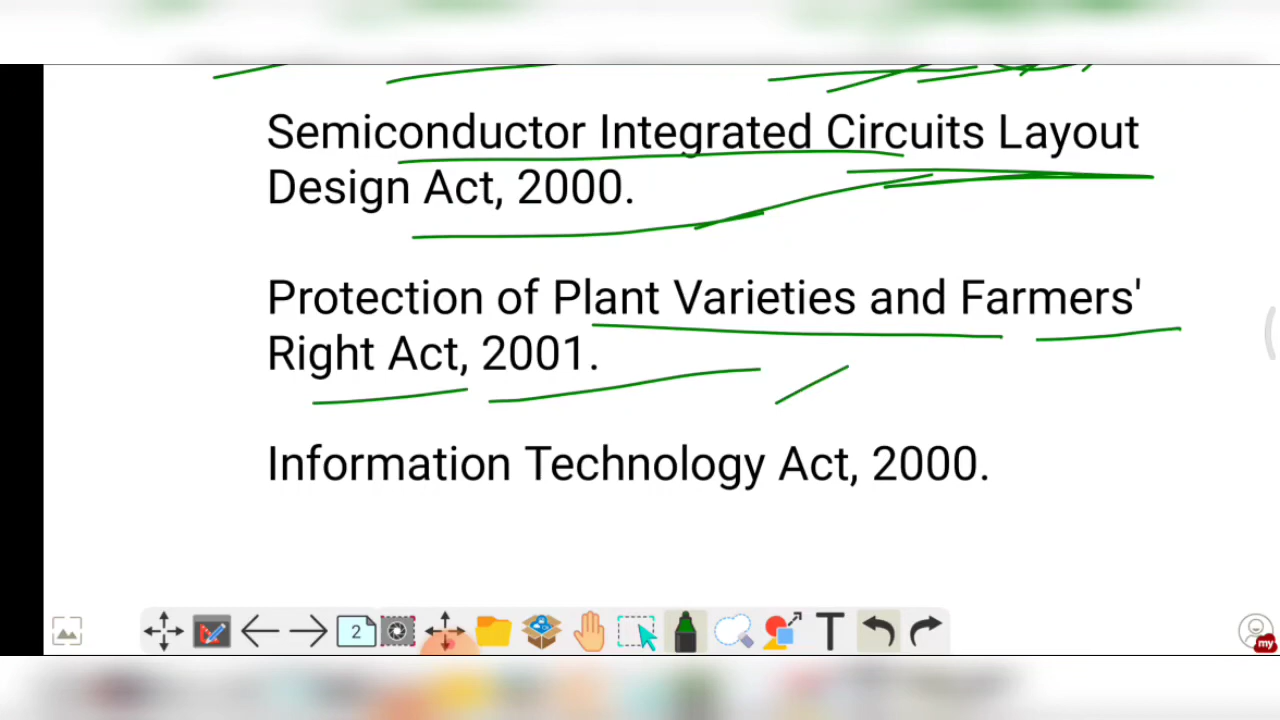 Semiconductor Integrated Circuits Layout
Design Act, 2000.
Protection of Plant Varieties and Farmers'
Right Act, 2001.
Information Technology Act, 2000.
2
T
my